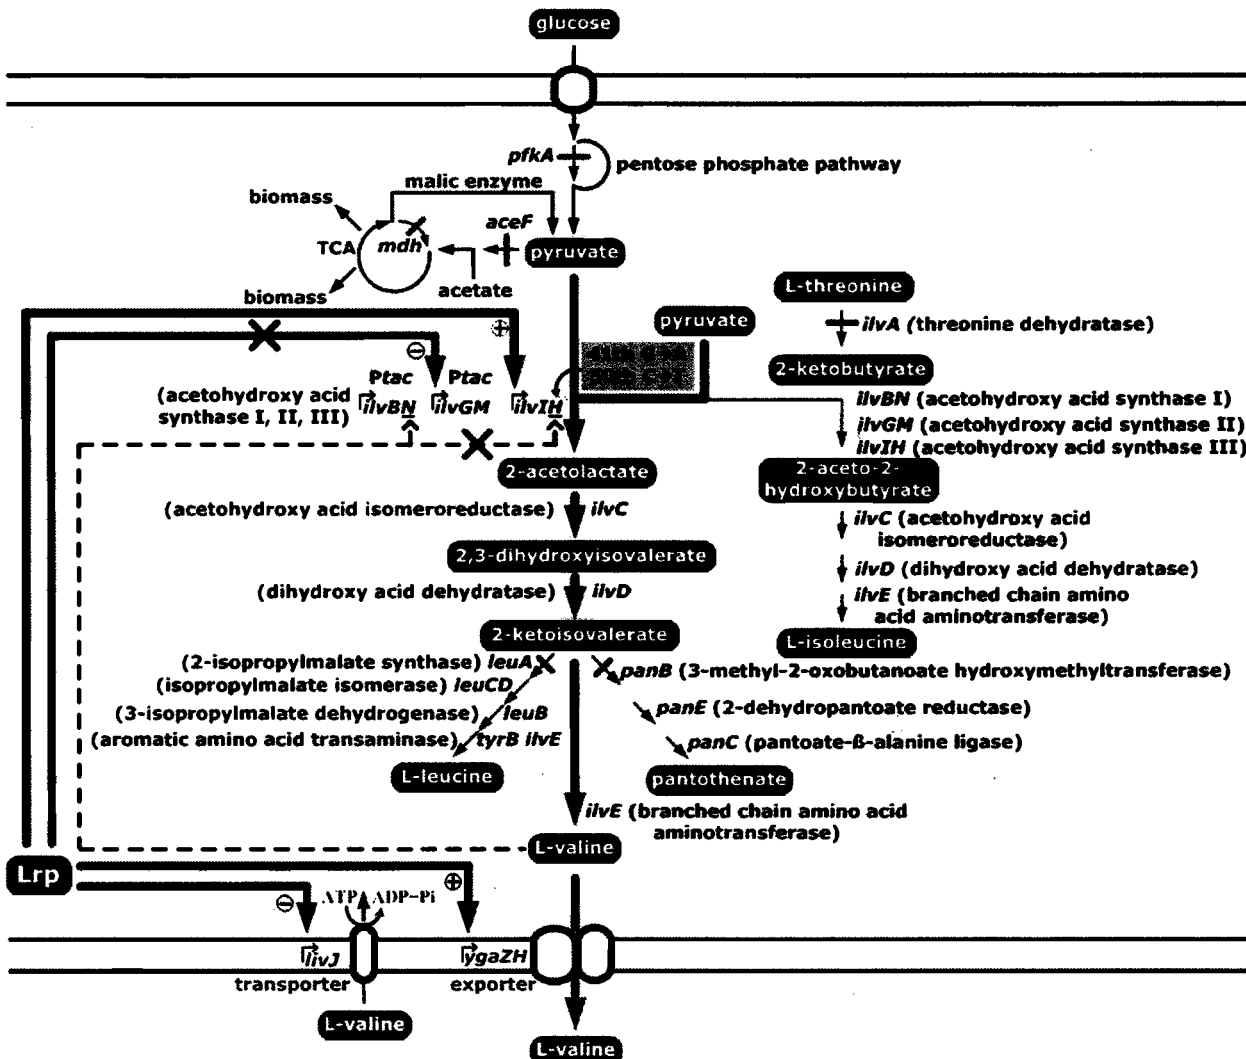 glucose
pfkA
pentose phosphate pathway
malic enzyme
biomass
aceF
TCA
mdh
pyruvate
acetate
biomass
L-threonine
pyruvate
ilvA (threonine dehydratase)
2-ketobutyrate
Ptac Ptac
(acetohydroxy acid
synthase I, II, III)
ilvBN ilvGM ilvIH
ilvBN (acetohydroxy acid synthase I)
ilvGM (acetohydroxy acid synthase II)
ilvIH (acetohydroxy acid synthase III)
2-acetolactate
2-aceto-2-
hydroxybutyrate
(acetohydroxy acid isomeroreductase) ilvC
ilvC (acetohydroxy acid
isomeroreductase)
2,3-dihydroxyisovalerate
ilvD (dihydroxy acid dehydratase)
(dihydroxy acid dehydratase) ilvD
ilvE (branched chain amino
acid aminotransferase)
2-ketoisovalerate
L-isoleucine
(2-isopropylmalate synthase) leuA
panB (3-methyl-2-oxobutanoate hydroxymethyltransferase)
(isopropylmalate isomerase) leuCD
(3-isopropylmalate dehydrogenase) leuB
panE (2-dehydropantoate reductase)
(aromatic amino acid transaminase) tyrB ilvE
panC (pantoate-ß-alanine ligase)
L-leucine
pantothenate
ilvE (branched chain amino acid
aminotransferase)
L-valine
Lrp
ATP ADP-Pi
livJ
ygaZH
transporter
exporter
L-valine
L-valine